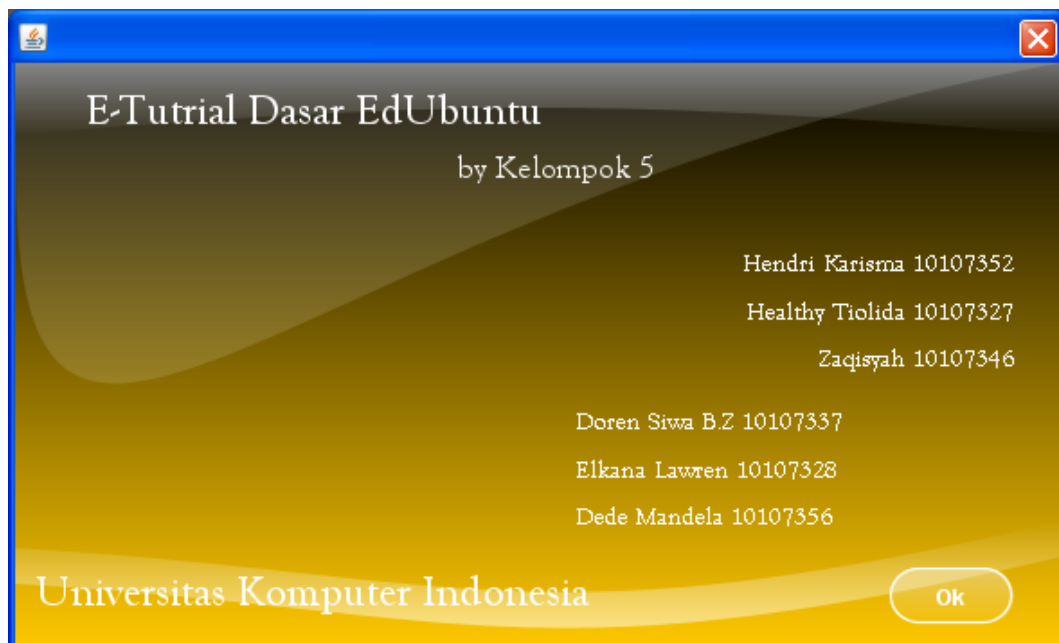 E-Tutrial Dasar EdUbuntu
by Kelompok 5
Hendri Karisma 10107352
Healthy Tiolida 10107327
Zaqisyah 10107346
Doren Siwa B.Z 10107337
Elkana Lawren 10107328
Dede Mandela 10107356
Universitas Komputer Indonesia
Ok